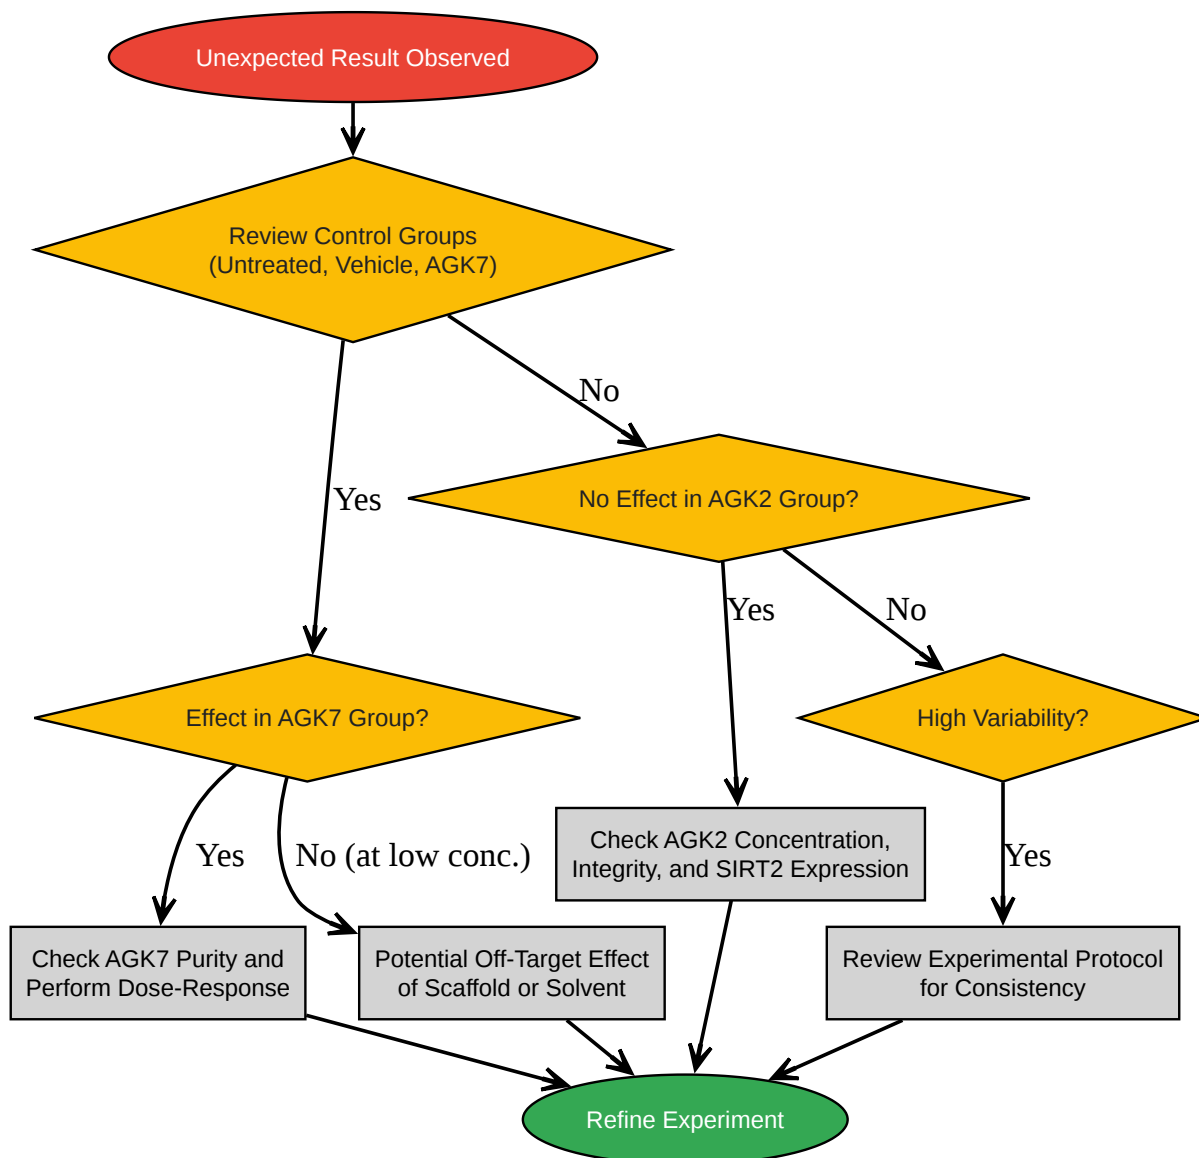 Unexpected Result Observed
Review Control Groups
(Untreated, Vehicle, AGK7)
No
Yes
No Effect in AGK2 Group?
Yes
No
Effect in AGK7 Group?
High Variability?
Yes
No (at low conc.)
Check AGK2 Concentration,
Integrity, and SIRT2 Expression
Yes
Check AGK7 Purity and
Perform Dose-Response
Potential Off-Target Effect
of Scaffold or Solvent
Review Experimental Protocol
for Consistency
Refine Experiment